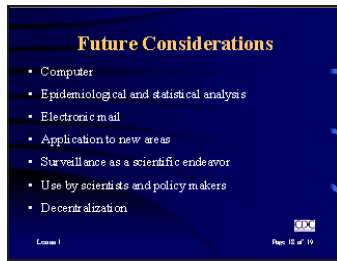 Future Considerations
• Computer
• Epidemiological and statistical analysis
• Electronic mail
• Application to new areas
• Surveillance as a scientific endeavor
• Use by scientists and policy makers
• Decentralization
CDC
Lesson 1
Page 18 of 19